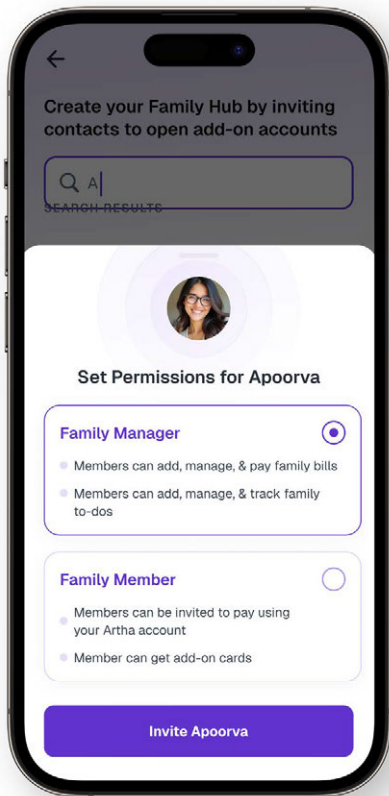 Create your Family Hub by inviting
contacts to open add-on accounts
A
SEARCH RESULTS
Set Permissions for Apoorva
Family Manager
Members can add, manage, & pay family bills
Members can add, manage, & track family
to-dos
Family Member
Members can be invited to pay using
your Artha account
Member can get add-on cards
Invite Apoorva